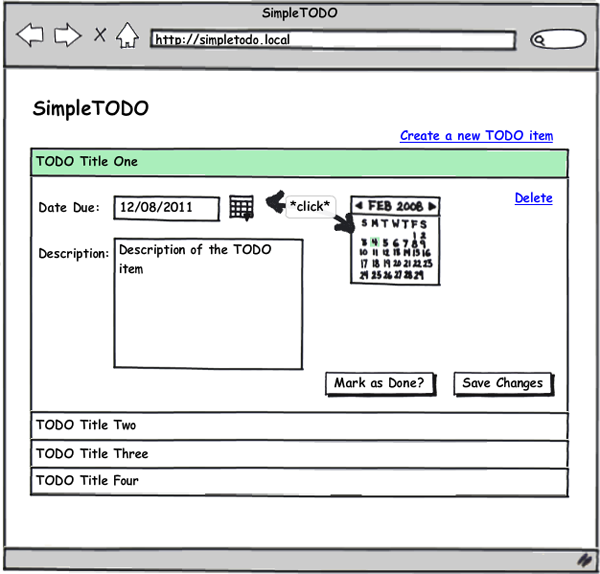 SimpleTODO
http://simpletodo.local
SimpleTODO
Create a new TODO item
TODO Title One
Date Due: 12/08/2011 *click*
Delete
FEB 2008
S M T W T F S
1 2
3 4 5 6 7 8 9
10 11 12 13 14 15 16
17 18 19 20 21 22 23
24 25 26 27 28 29
Description: Description of the TODO
item
Mark as Done? Save Changes
TODO Title Two
TODO Title Three
TODO Title Four